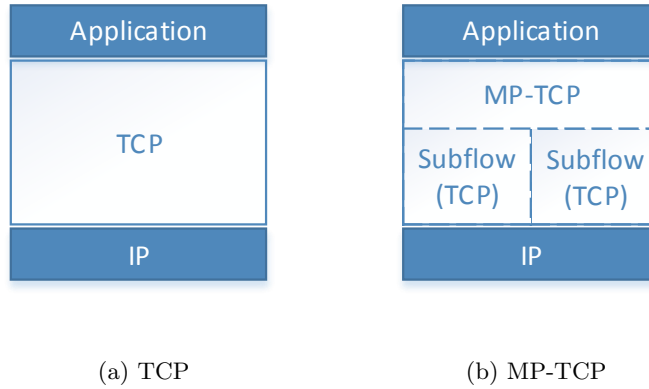 Application
TCP
IP
(a) TCP
Application
MP-TCP
Subflow
(TCP)
Subflow
(TCP)
IP
(b) MP-TCP